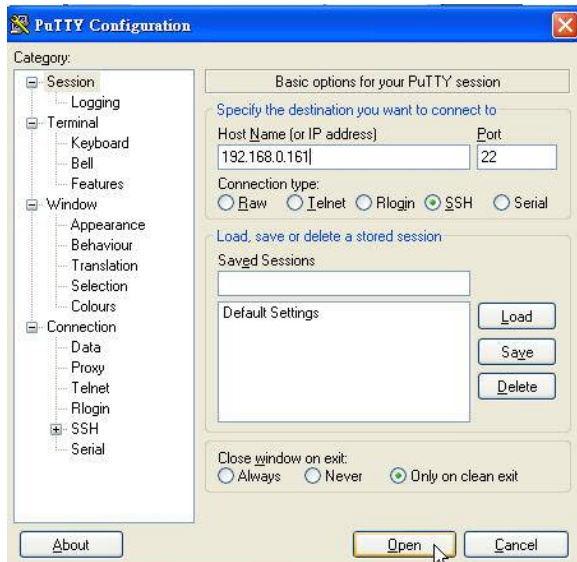 PuTTY Configuration
Category:
Session
Logging
Terminal
Keyboard
Bell
Features
Window
Appearance
Behaviour
Translation
Selection
Colours
Connection
Data
Proxy
Telnet
Rlogin
SSH
Serial
Basic options for your PuTTY session
Specify the destination you want to connect to
Host Name (or IP address) Port
192.168.0.161 22
Connection type:
Raw Telnet Rlogin SSH Serial
Load, save or delete a stored session
Saved Sessions
Default Settings
Load
Save
Delete
Close window on exit:
Always Never Only on clean exit
About Open Cancel